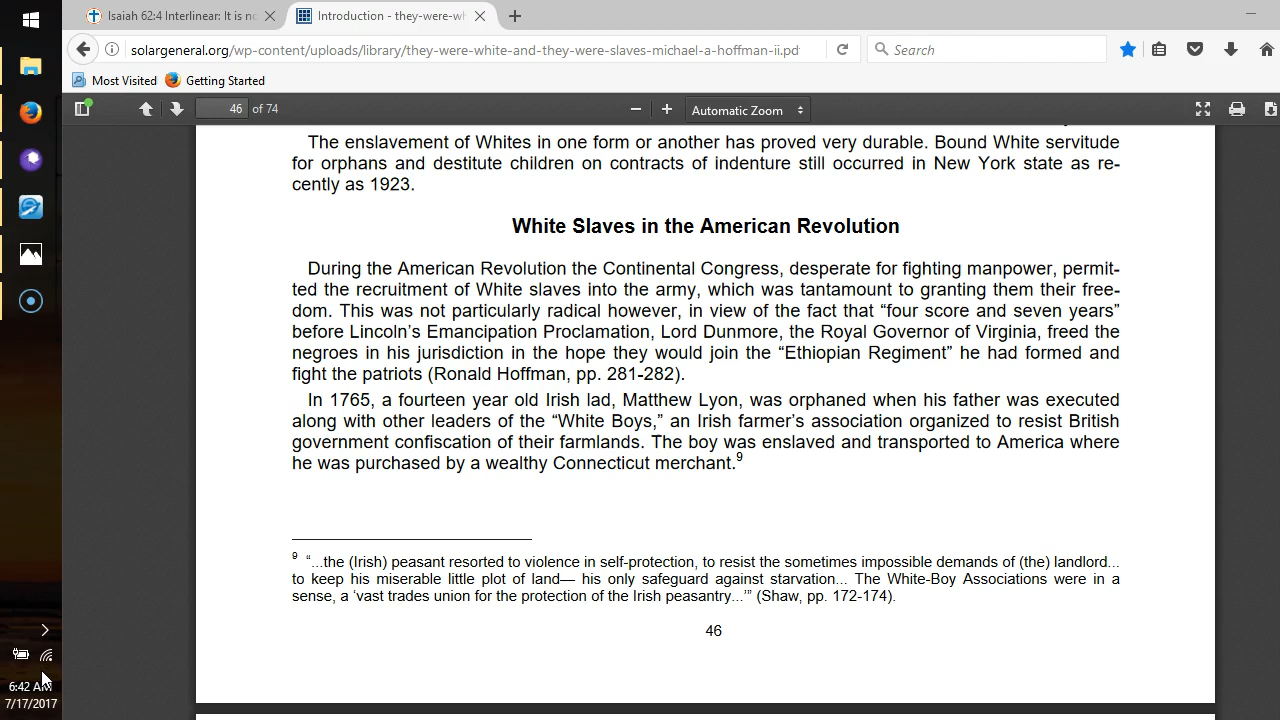 Isaiah 62:4 Interlinear: It is no
Introduction - they-were-wh
solargeneral.org/wp-content/uploads/library/they-were-white-and-they-were-slaves-michael-a-hoffman-ii.pdf
Search
Most Visited
Getting Started
46 of 74
Automatic Zoom
The enslavement of Whites in one form or another has proved very durable. Bound White servitude
for orphans and destitute children on contracts of indenture still occurred in New York state as re-
cently as 1923.
White Slaves in the American Revolution
During the American Revolution the Continental Congress, desperate for fighting manpower, permit-
ted the recruitment of White slaves into the army, which was tantamount to granting them their free-
dom. This was not particularly radical however, in view of the fact that “four score and seven years”
before Lincoln’s Emancipation Proclamation, Lord Dunmore, the Royal Governor of Virginia, freed the
negroes in his jurisdiction in the hope they would join the “Ethiopian Regiment” he had formed and
fight the patriots (Ronald Hoffman, pp. 281-282).
In 1765, a fourteen year old Irish lad, Matthew Lyon, was orphaned when his father was executed
along with other leaders of the “White Boys,” an Irish farmer’s association organized to resist British
government confiscation of their farmlands. The boy was enslaved and transported to America where
he was purchased by a wealthy Connecticut merchant.9
9 “...the (Irish) peasant resorted to violence in self-protection, to resist the sometimes impossible demands of (the) landlord...
to keep his miserable little plot of land— his only safeguard against starvation... The White-Boy Associations were in a
sense, a ‘vast trades union for the protection of the Irish peasantry...’” (Shaw, pp. 172-174).
46
6:42 AM
7/17/2017